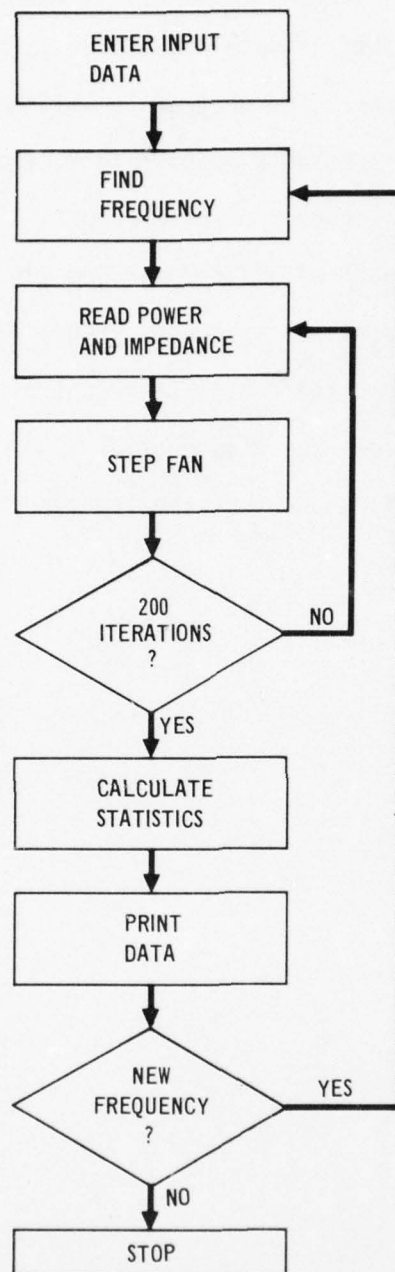 ENTER INPUT
DATA
FIND
FREQUENCY
READ POWER
AND IMPEDANCE
STEP FAN
200
ITERATIONS
?
NO
YES
CALCULATE
STATISTICS
PRINT
DATA
NEW
FREQUENCY
?
YES
NO
STOP